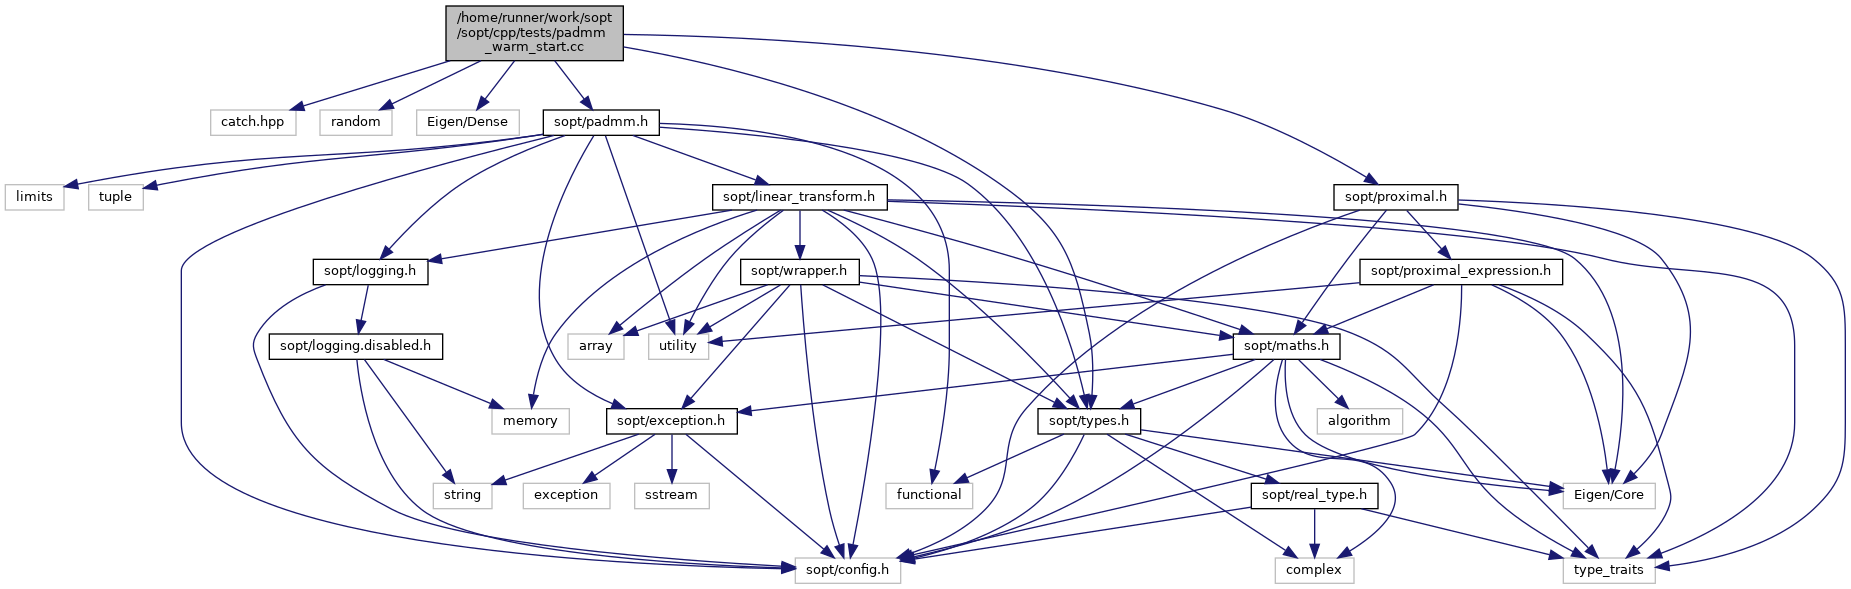 /home/runner/work/sopt
/sopt/cpp/tests/padmm
_warm_start.cc
catch.hpp
random
Eigen/Dense
sopt/padmm.h
limits
tuple
sopt/linear_transform.h
sopt/proximal.h
sopt/logging.h
sopt/wrapper.h
sopt/proximal_expression.h
sopt/logging.disabled.h
array
utility
sopt/maths.h
memory
sopt/exception.h
sopt/types.h
algorithm
string
exception
sstream
functional
sopt/real_type.h
Eigen/Core
sopt/config.h
complex
type_traits